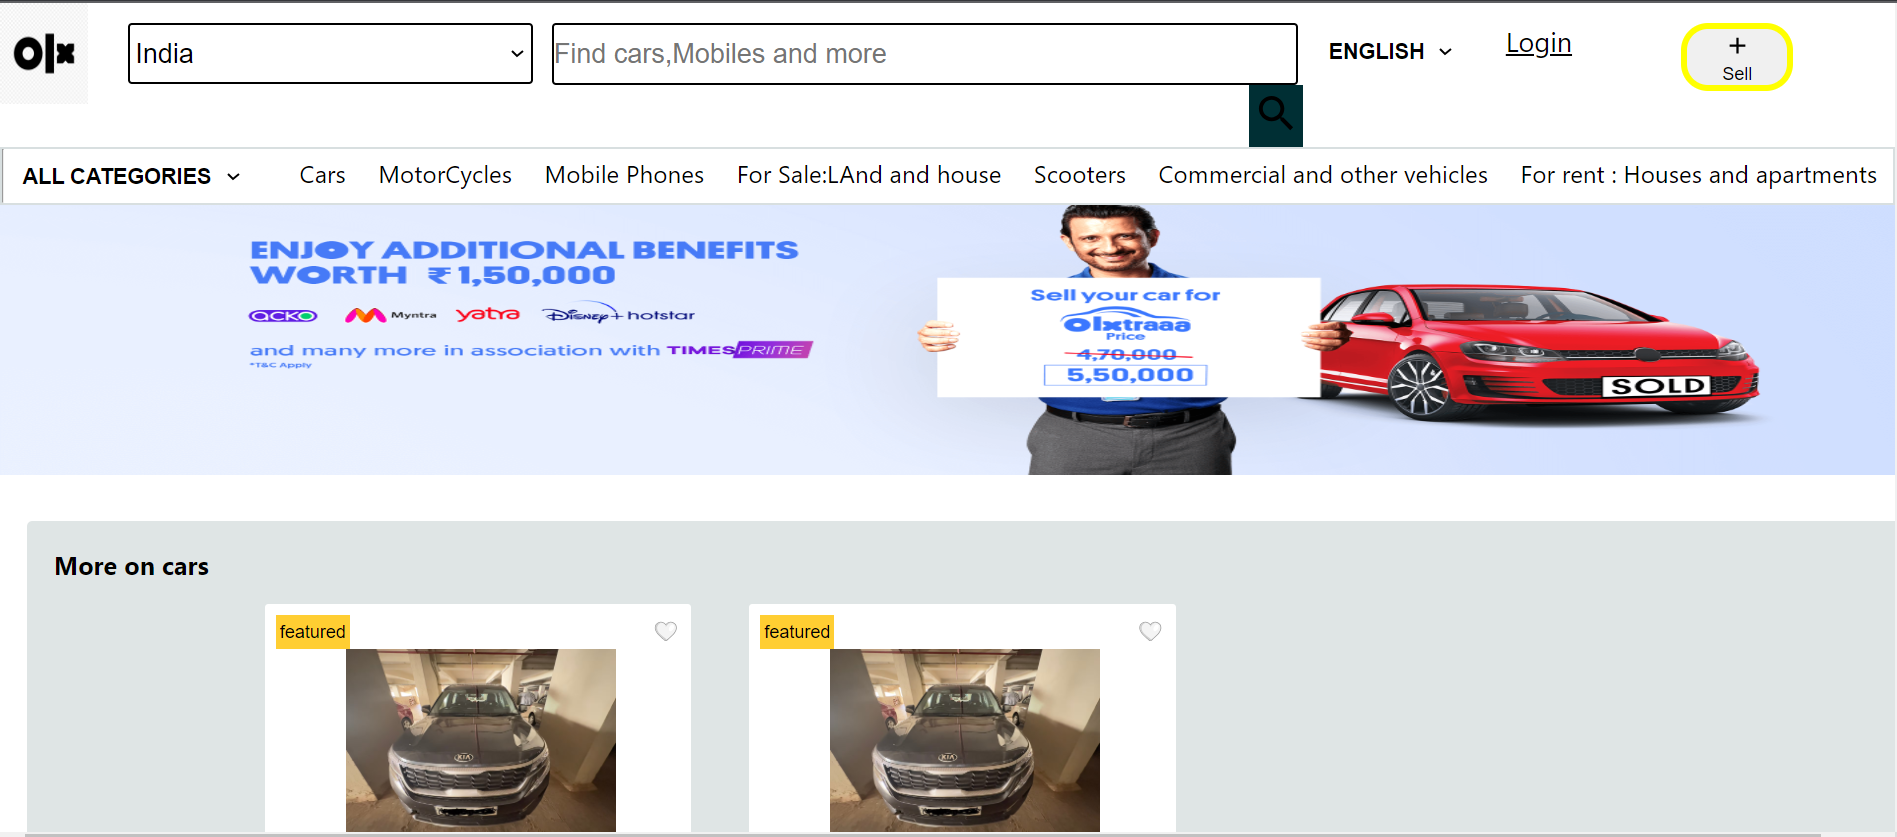 olx
India
Find cars,Mobiles and more
ENGLISH
Login
+
Sell
ALL CATEGORIES Cars MotorCycles Mobile Phones For Sale:LAnd and house Scooters Commercial and other vehicles For rent : Houses and apartments
ENJOY ADDITIONAL BENEFITS
WORTH ₹1,50,000
acko Myntra yatra Disney+ hotstar
and many more in association with TIMES PRIME
*T&C Apply
Sell your car for
Olxtraaa
Price
4,70,000
5,50,000
SOLD
More on cars
featured
featured
KIA
KIA